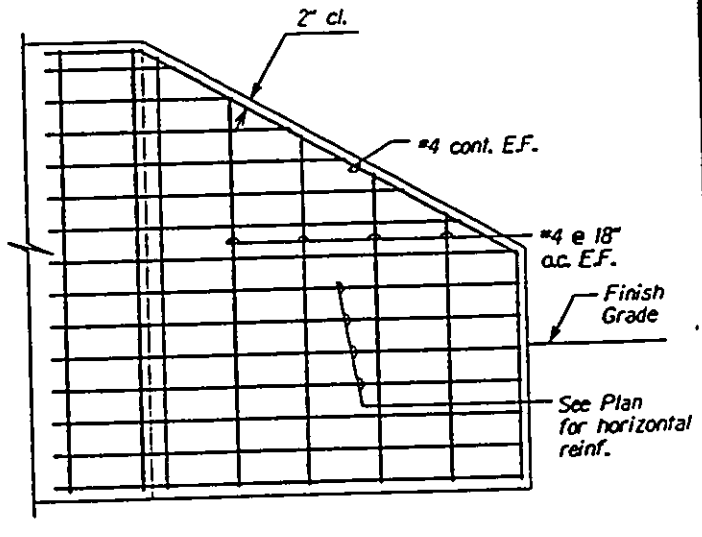 2" cl.
#4 cont. E.F.
#4 @ 18"
o.c. E.F.
Finish
Grade
See Plan
for horizontal
reinf.